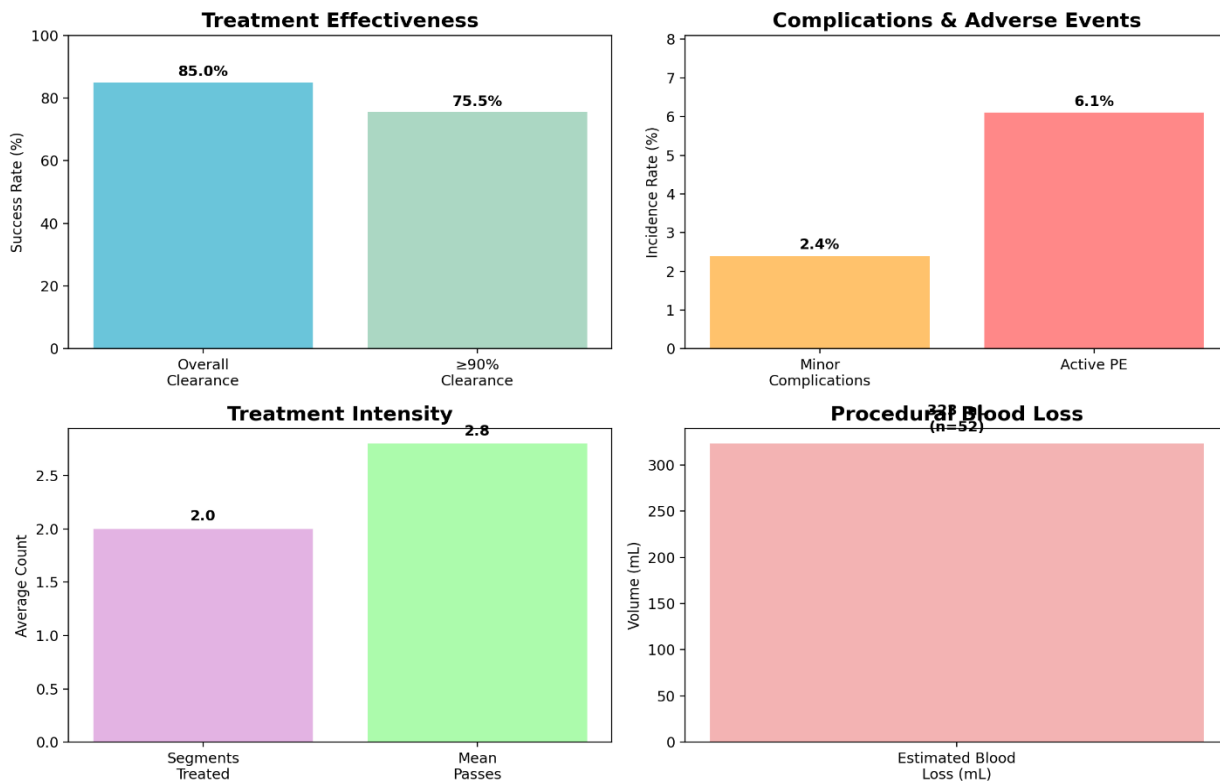 Treatment Effectiveness
Success Rate (%)
100
80
60
40
20
0
85.0%
75.5%
Overall
Clearance
≥90%
Clearance
Complications & Adverse Events
Incidence Rate (%)
8
7
6
5
4
3
2
1
0
2.4%
6.1%
Minor
Complications
Active PE
Treatment Intensity
Average Count
2.5
2.0
1.5
1.0
0.5
0.0
2.0
2.8
Segments
Treated
Mean
Passes
Procedural Blood Loss
Volume (mL)
300
250
200
150
100
50
0
323
(n=52)
Estimated Blood
Loss (mL)